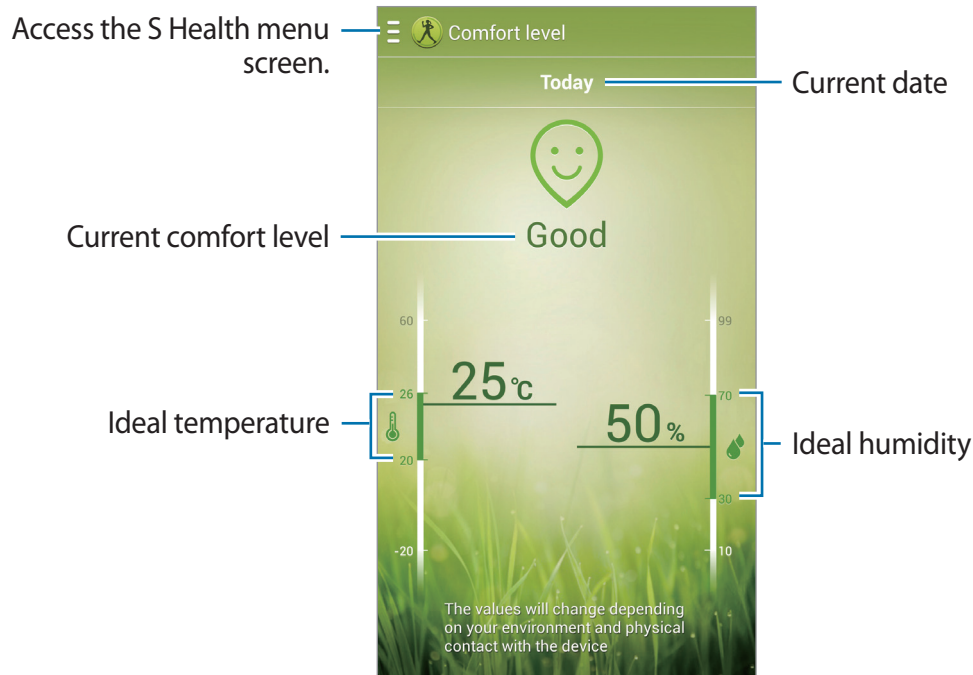 Access the S Health menu
screen.
Comfort level
Today
Current date
Current comfort level
Good
60
99
25°C
26
70
Ideal temperature
50%
Ideal humidity
20
30
-20
10
The values will change depending
on your environment and physical
contact with the device